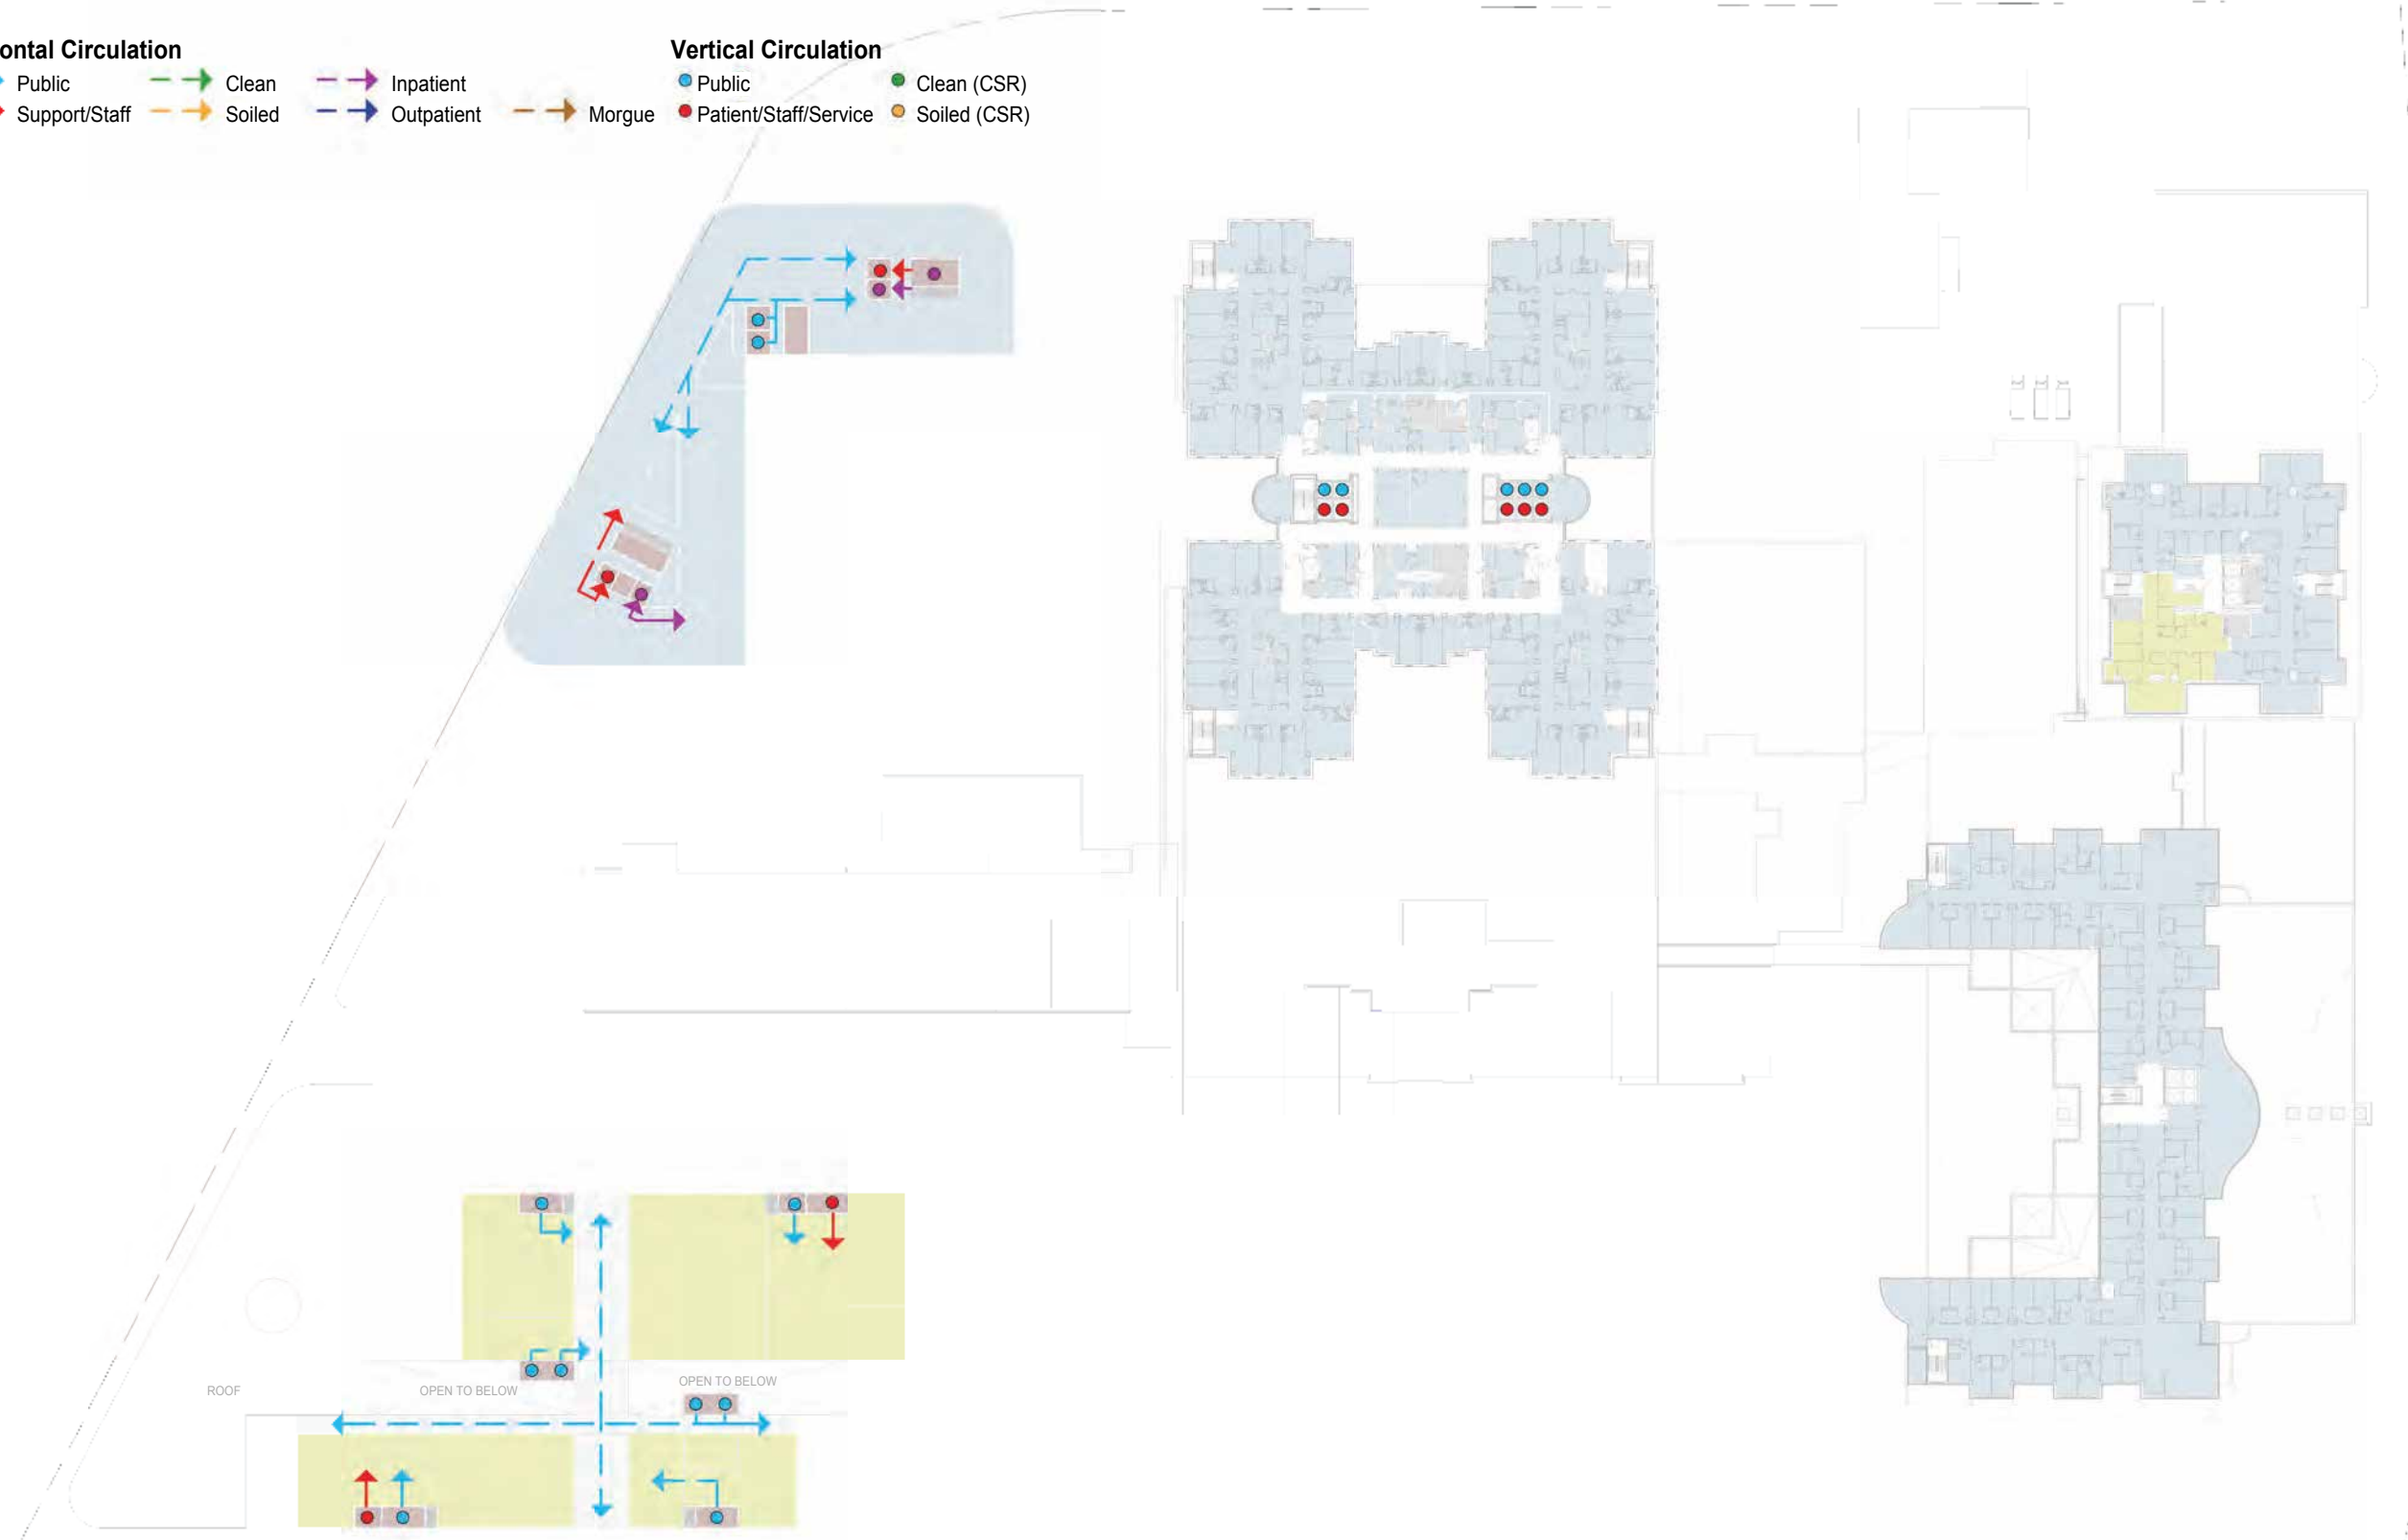 ontal Circulation
Public
Clean
Inpatient
Support/Staff
Soiled
Outpatient
Morgue
Vertical Circulation
Public
Clean (CSR)
Patient/Staff/Service
Soiled (CSR)
ROOF
OPEN TO BELOW
OPEN TO BELOW